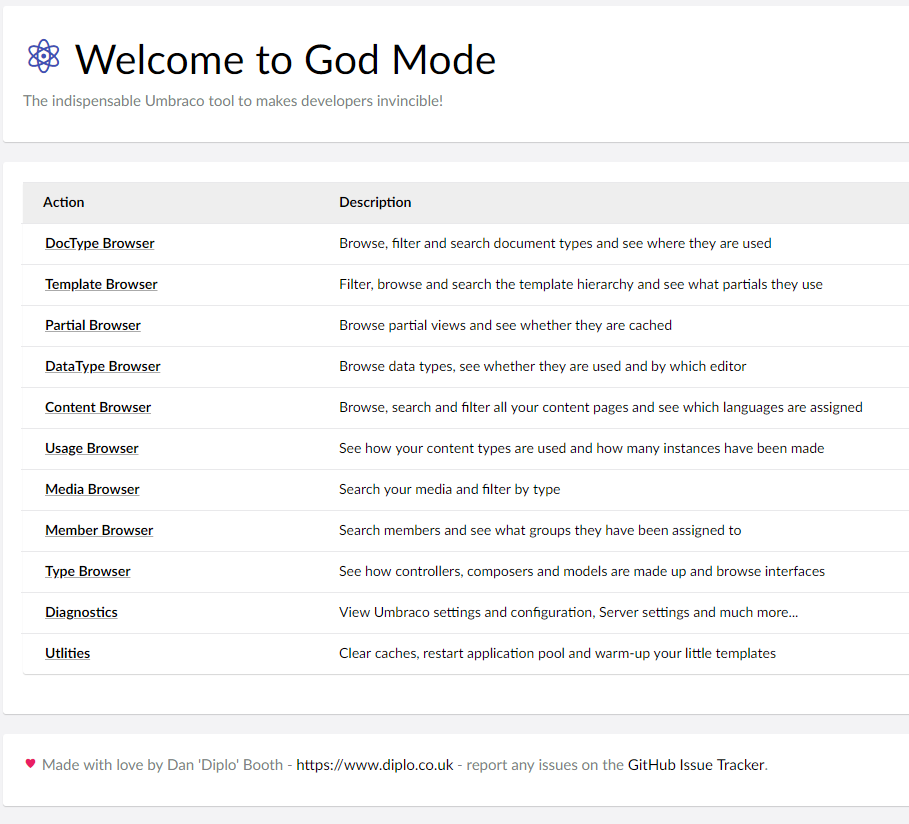 Welcome to God Mode
The indispensable Umbraco tool to makes developers invincible!
Action Description
DocType Browser Browse, filter and search document types and see where they are used
Template Browser Filter, browse and search the template hierarchy and see what partials they use
Partial Browser Browse partial views and see whether they are cached
DataType Browser Browse data types, see whether they are used and by which editor
Content Browser Browse, search and filter all your content pages and see which languages are assigned
Usage Browser See how your content types are used and how many instances have been made
Media Browser Search your media and filter by type
Member Browser Search members and see what groups they have been assigned to
Type Browser See how controllers, composers and models are made up and browse interfaces
Diagnostics View Umbraco settings and configuration, Server settings and much more...
Utlities Clear caches, restart application pool and warm-up your little templates
Made with love by Dan 'Diplo' Booth - https://www.diplo.co.uk - report any issues on the GitHub Issue Tracker.